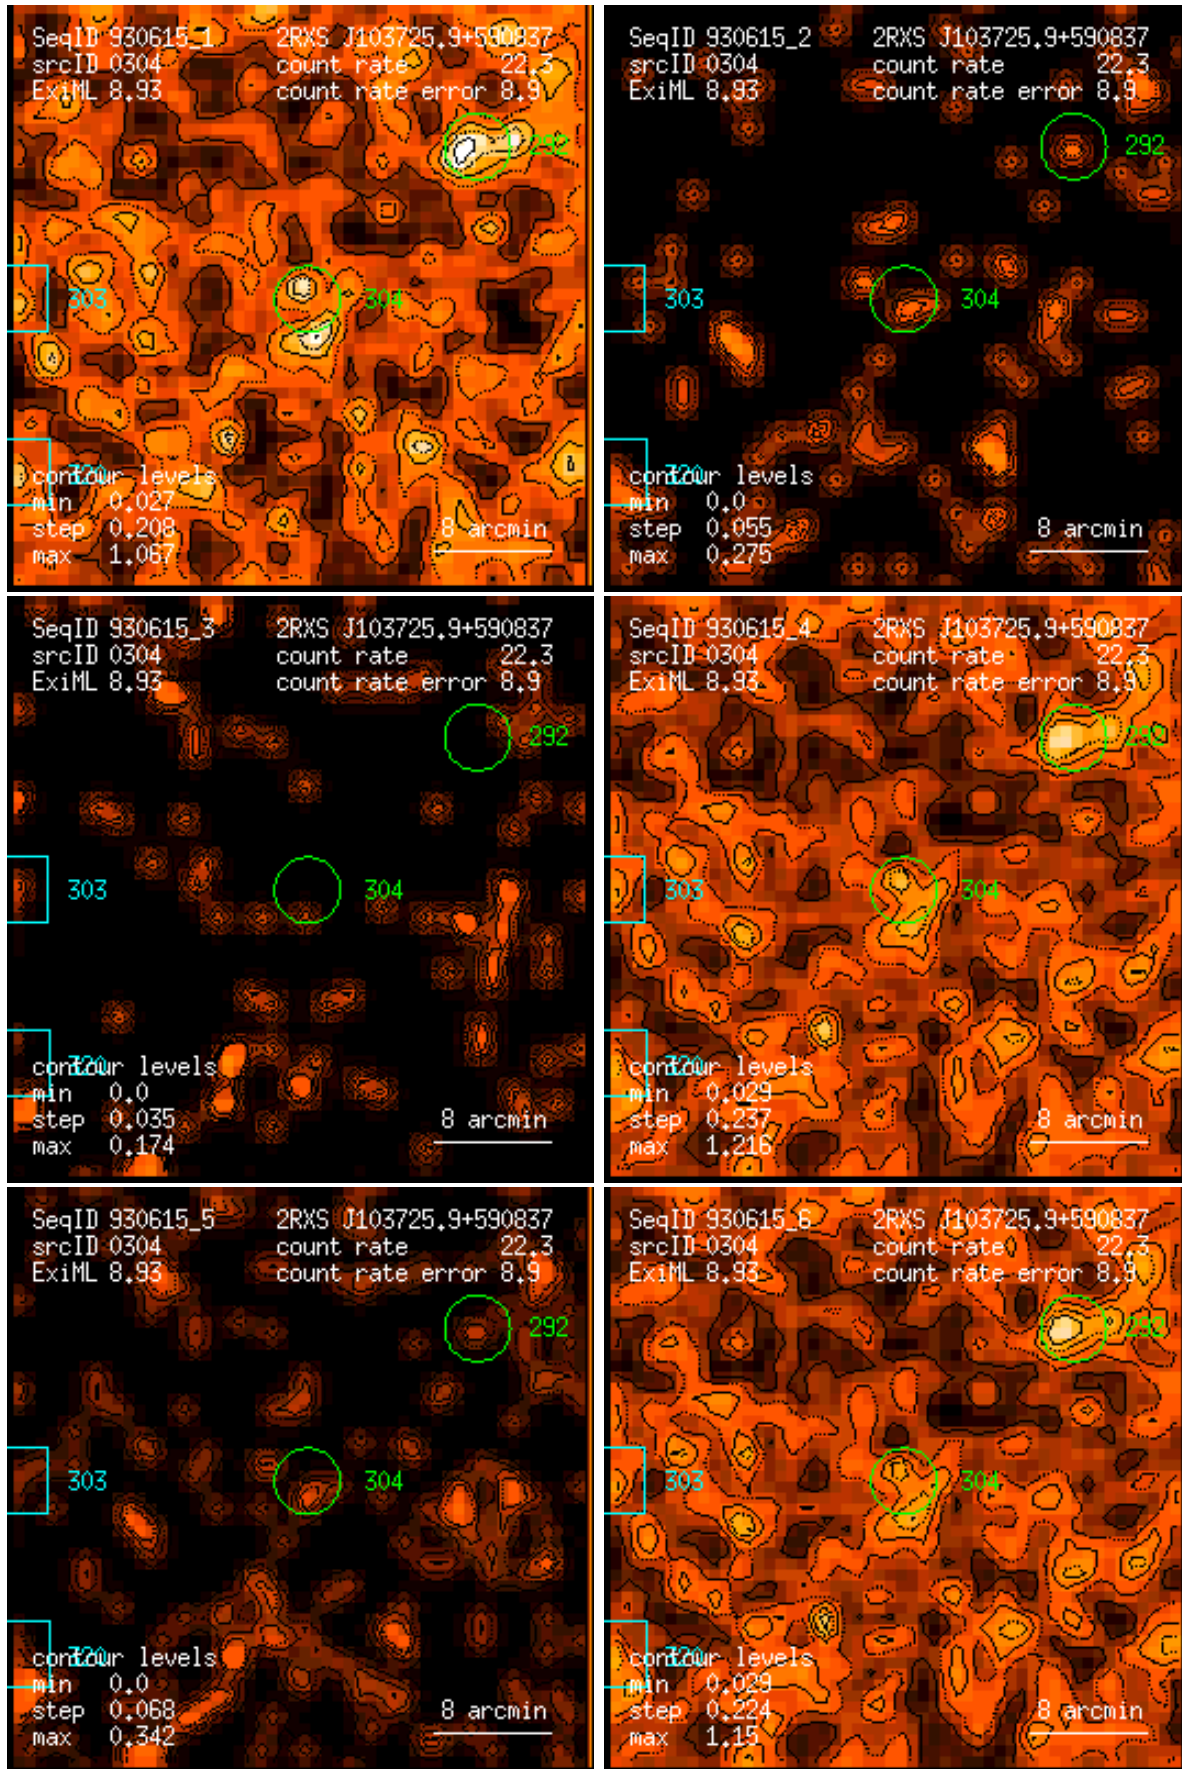 SeqID 930615_1 2RXS J103725.9+590837
srcID 0304 count rate 22.3
ExiML 8.93 count rate error 8.9
292
303 304
320
contour levels
min 0.027
step 0.208 8 arcmin
max 1.067
SeqID 930615_2 2RXS J103725.9+590837
srcID 0304 count rate 22.3
ExiML 8.93 count rate error 8.9
292
303 304
320
contour levels
min 0.0
step 0.055 8 arcmin
max 0.275
SeqID 930615_3 2RXS J103725.9+590837
srcID 0304 count rate 22.3
ExiML 8.93 count rate error 8.9
292
303 304
320
contour levels
min 0.0
step 0.035 8 arcmin
max 0.174
SeqID 930615_4 2RXS J103725.9+590837
srcID 0304 count rate 22.3
ExiML 8.93 count rate error 8.9
292
303 304
320
contour levels
min 0.029
step 0.237 8 arcmin
max 1.216
SeqID 930615_5 2RXS J103725.9+590837
srcID 0304 count rate 22.3
ExiML 8.93 count rate error 8.9
292
303 304
320
contour levels
min 0.0
step 0.068 8 arcmin
max 0.342
SeqID 930615_6 2RXS J103725.9+590837
srcID 0304 count rate 22.3
ExiML 8.93 count rate error 8.9
292
303 304
320
contour levels
min 0.029
step 0.224 8 arcmin
max 1.15